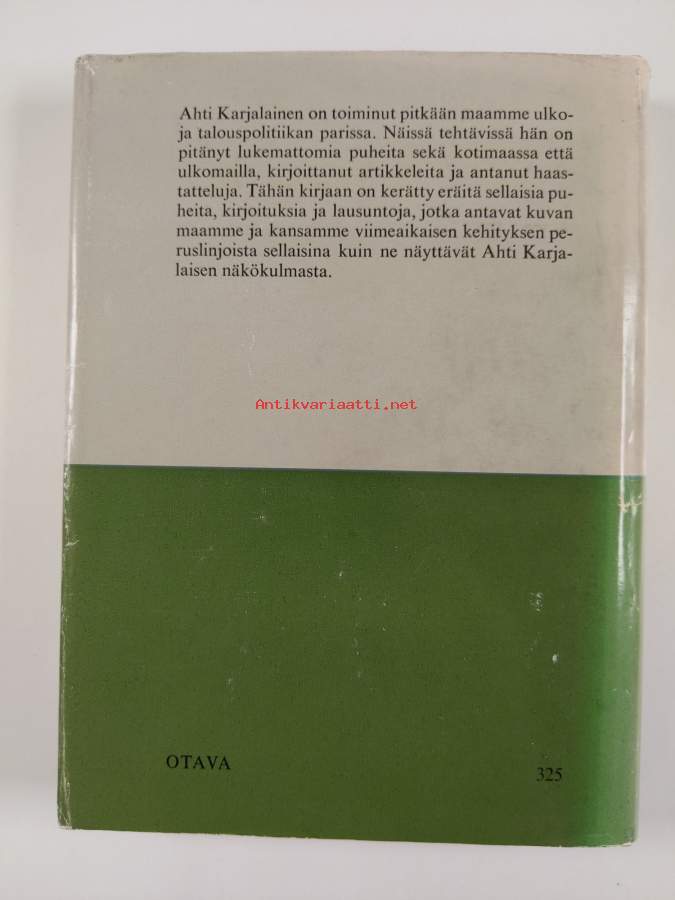 Ahti Karjalainen on toiminut pitkään maamme ulko-
ja talouspolitiikan parissa. Näissä tehtävissä hän on
pitänyt lukemattomia puheita sekä kotimaassa että
ulkomailla, kirjoittanut artikkeleita ja antanut haas-
tatteluja. Tähän kirjaan on kerätty eräitä sellaisia pu-
heita, kirjoituksia ja lausuntoja, jotka antavat kuvan
maamme ja kansamme viimeaikaisen kehityksen pe-
ruslinjoista sellaisina kuin ne näyttävät Ahti Karja-
laisen näkökulmasta.
Antikvariaatti.net
OTAVA
325